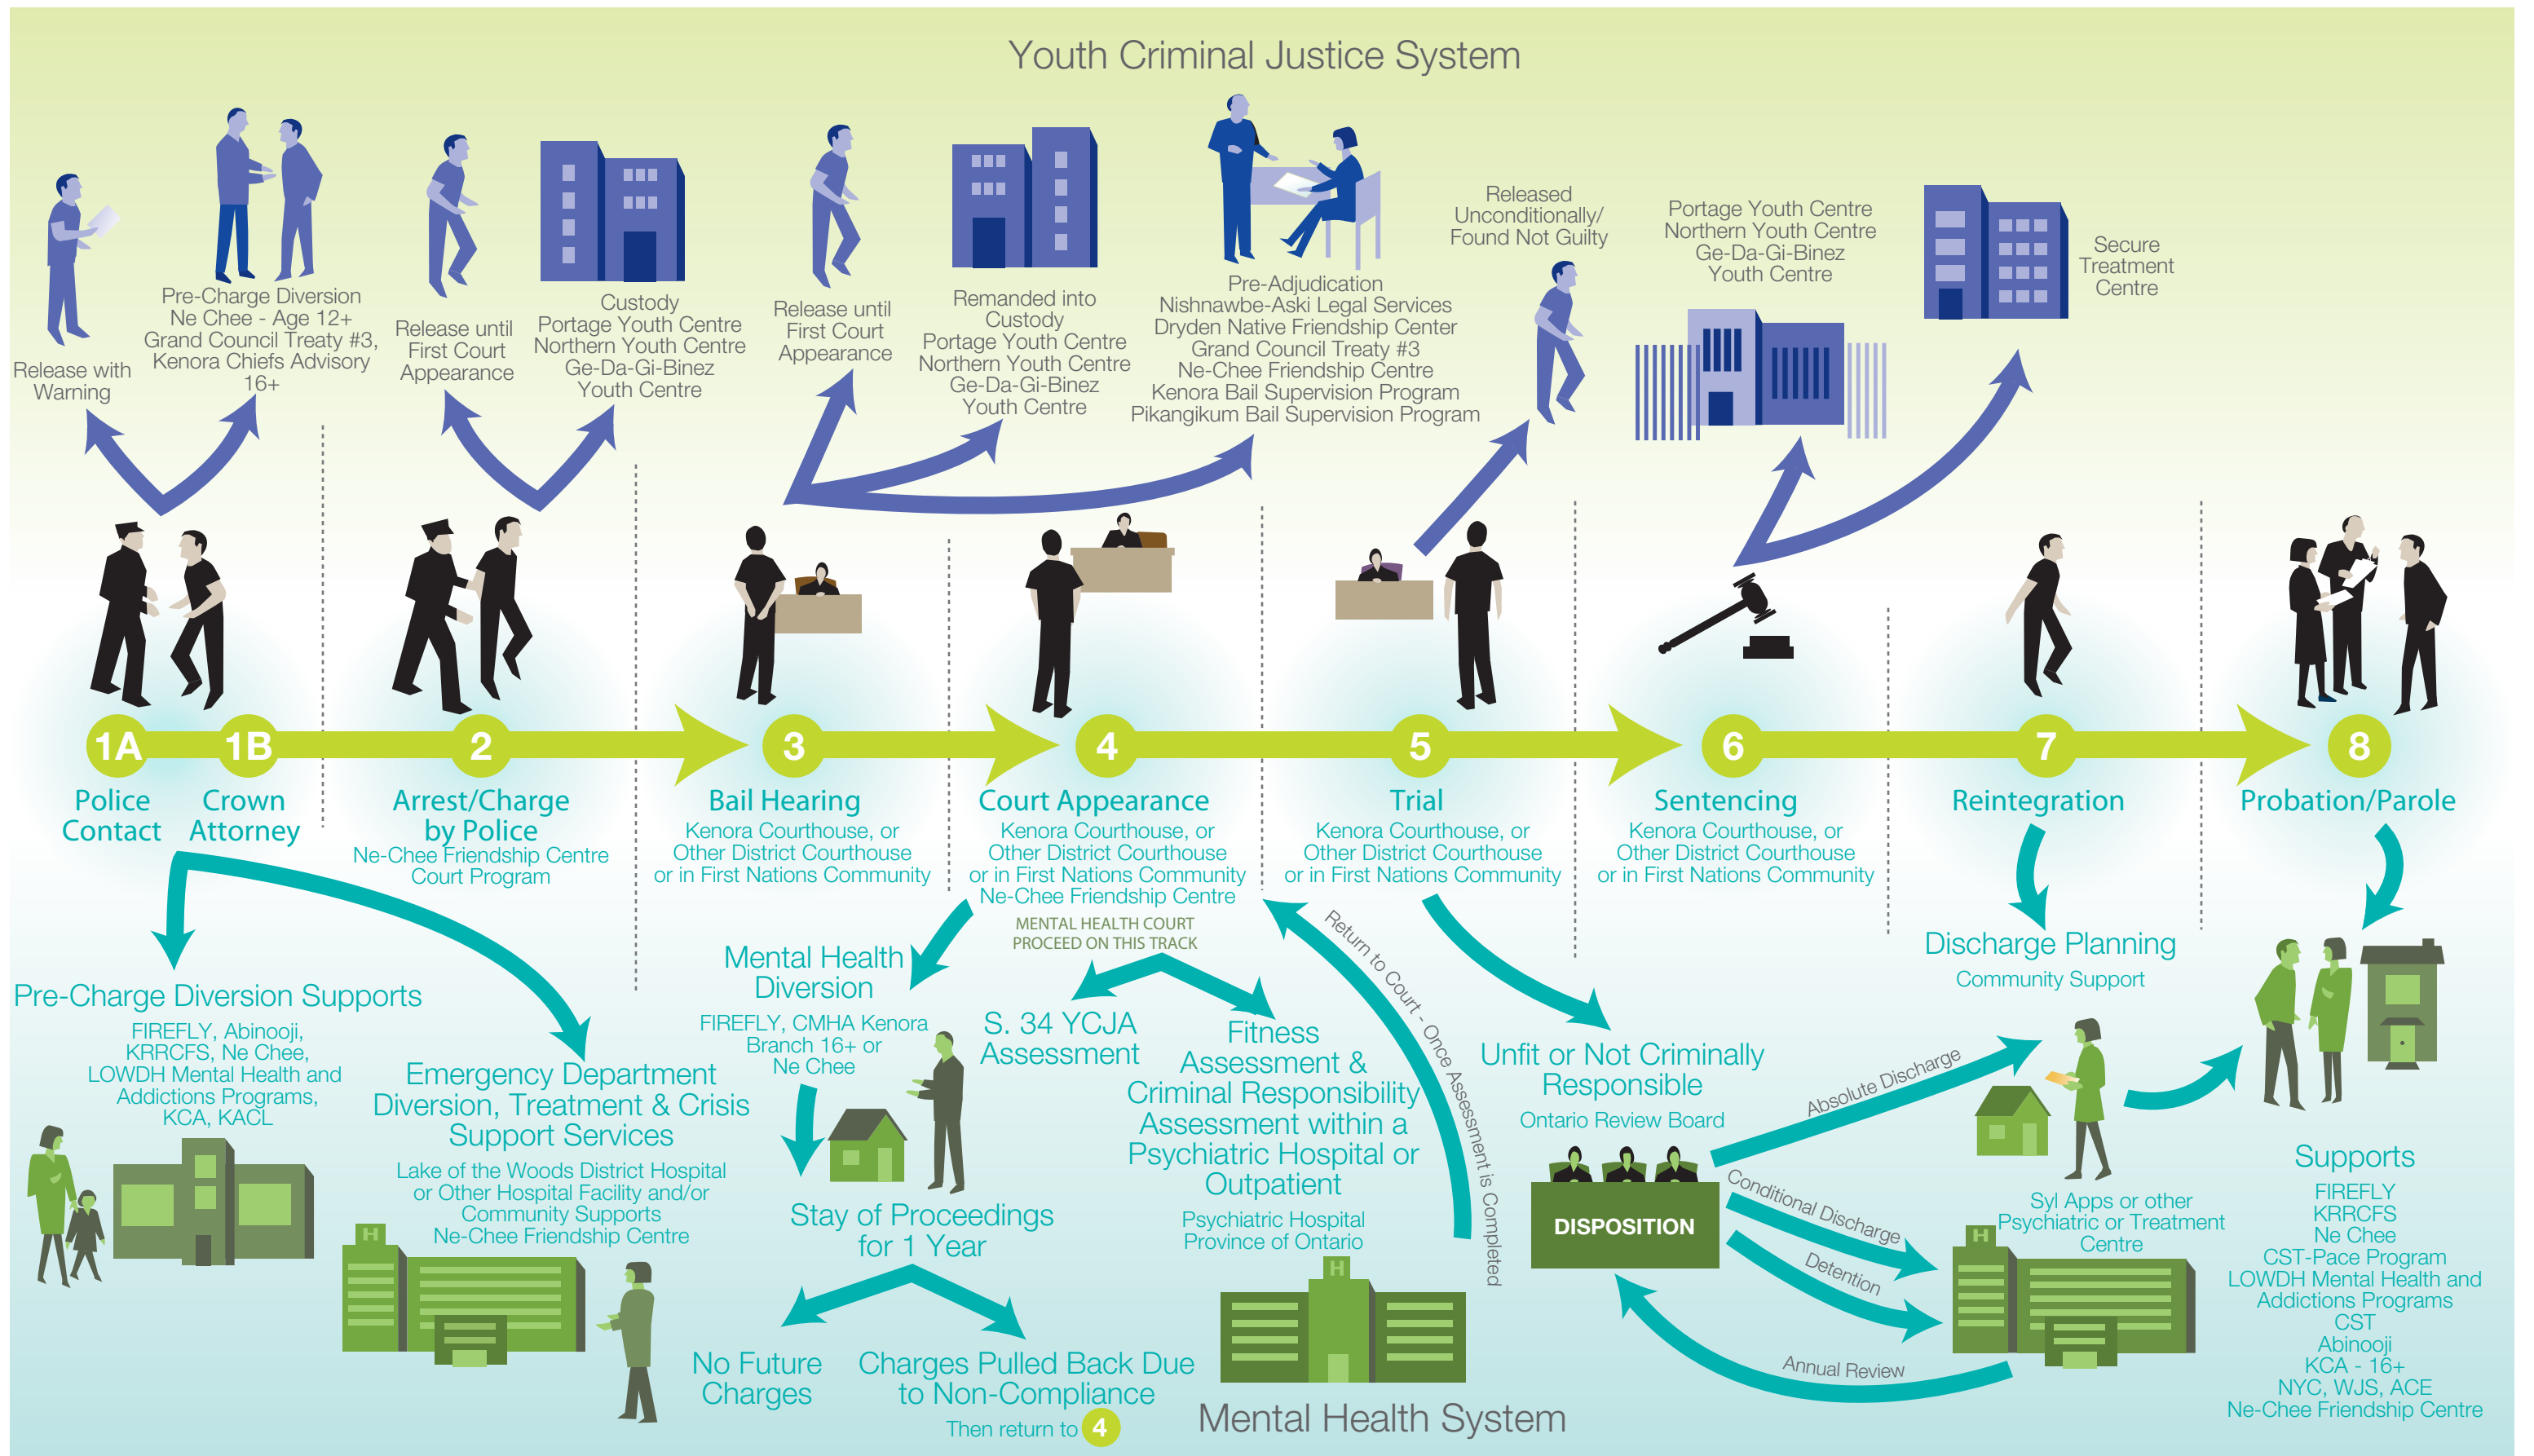 Youth Criminal Justice System
Release with
Warning
Pre-Charge Diversion
Ne Chee - Age 12+
Grand Council Treaty #3,
Kenora Chiefs Advisory
16+
Release until
First Court
Appearance
Custody
Portage Youth Centre
Northern Youth Centre
Ge-Da-Gi-Binez
Youth Centre
Release until
First Court
Appearance
Remanded into
Custody
Portage Youth Centre
Northern Youth Centre
Ge-Da-Gi-Binez
Youth Centre
Pre-Adjudication
Nishnawbe-Aski Legal Services
Dryden Native Friendship Center
Grand Council Treaty #3
Ne-Chee Friendship Centre
Kenora Bail Supervision Program
Pikangikum Bail Supervision Program
Released
Unconditionally/
Found Not Guilty
Portage Youth Centre
Northern Youth Centre
Ge-Da-Gi-Binez
Youth Centre
Secure
Treatment
Centre
1A
1B
2
3
4
5
6
7
8
Police
Contact
Crown
Attorney
Arrest/Charge
by Police
Ne-Chee Friendship Centre
Court Program
Bail Hearing
Kenora Courthouse, or
Other District Courthouse
or in First Nations Community
Court Appearance
Kenora Courthouse, or
Other District Courthouse
or in First Nations Community
Ne-Chee Friendship Centre
MENTAL HEALTH COURT
PROCEED ON THIS TRACK
Trial
Kenora Courthouse, or
Other District Courthouse
or in First Nations Community
Sentencing
Kenora Courthouse, or
Other District Courthouse
or in First Nations Community
Reintegration
Probation/Parole
Pre-Charge Diversion Supports
FIREFLY, Abinooji,
KRRCFS, Ne Chee,
LOWDH Mental Health and
Addictions Programs,
KCA, KACL
Emergency Department
Diversion, Treatment & Crisis
Support Services
Lake of the Woods District Hospital
or Other Hospital Facility and/or
Community Supports
Ne-Chee Friendship Centre
H
Mental Health
Diversion
FIREFLY, CMHA Kenora
Branch 16+ or
Ne Chee
Stay of Proceedings
for 1 Year
No Future
Charges
Charges Pulled Back Due
to Non-Compliance
Then return to 4
S. 34 YCJA
Assessment
Fitness
Assessment &
Criminal Responsibility
Assessment within a
Psychiatric Hospital or
Outpatient
Psychiatric Hospital
Province of Ontario
H
Return to Court - Once Assessment is Completed
Unfit or Not Criminally
Responsible
Ontario Review Board
DISPOSITION
Absolute Discharge
Conditional Discharge
Detention
Annual Review
Discharge Planning
Community Support
Syl Apps or other
Psychiatric or Treatment
Centre
H
Supports
FIREFLY
KRRCFS
Ne Chee
CST-Pace Program
LOWDH Mental Health and
Addictions Programs
CST
Abinooji
KCA - 16+
NYC, WJS, ACE
Ne-Chee Friendship Centre
Mental Health System